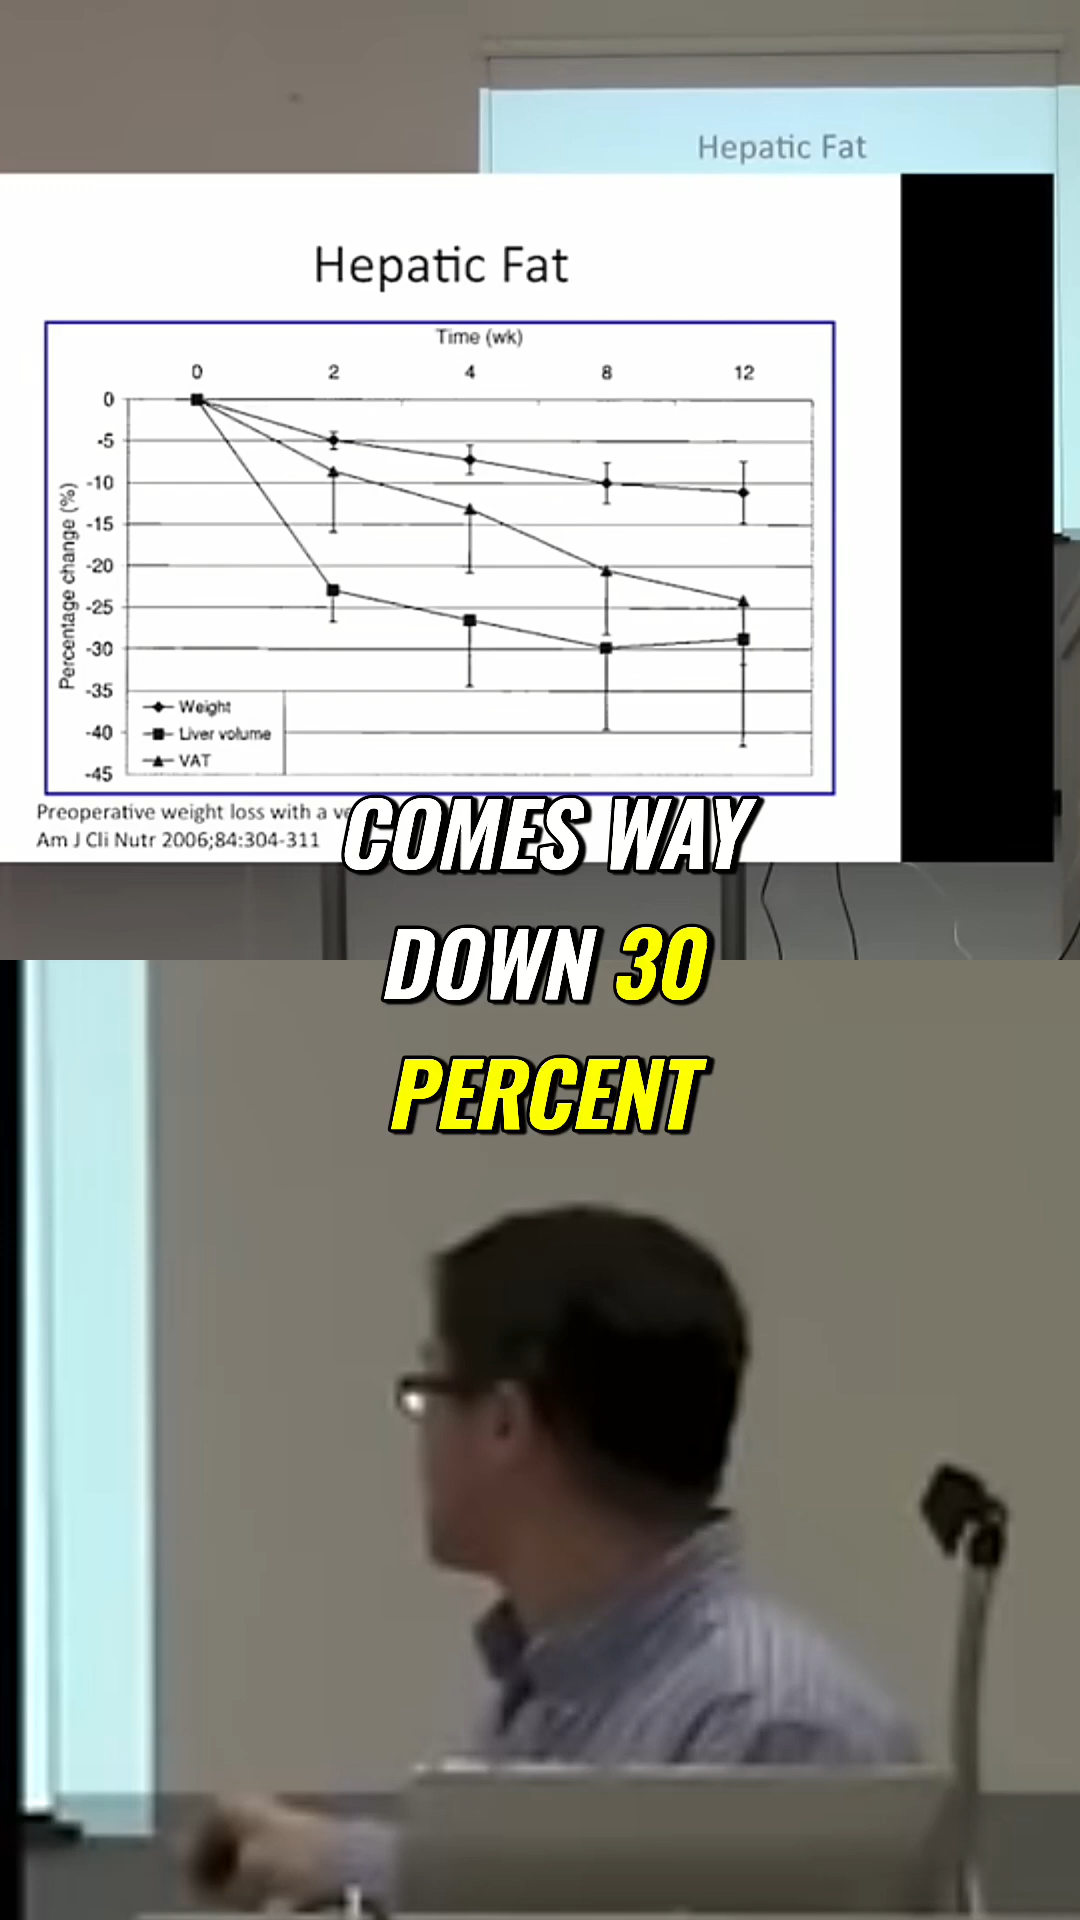 Hepatic Fat
Hepatic Fat
Time (wk)
0 2 4 8 12
0
-5
-10
-15
-20
-25
-30
-35
-40
-45
Percentage change (%)
Weight
Liver volume
VAT
Preoperative weight loss with a
Am J Cli Nutr 2006;84:304-311
COMES WAY
DOWN 30
PERCENT